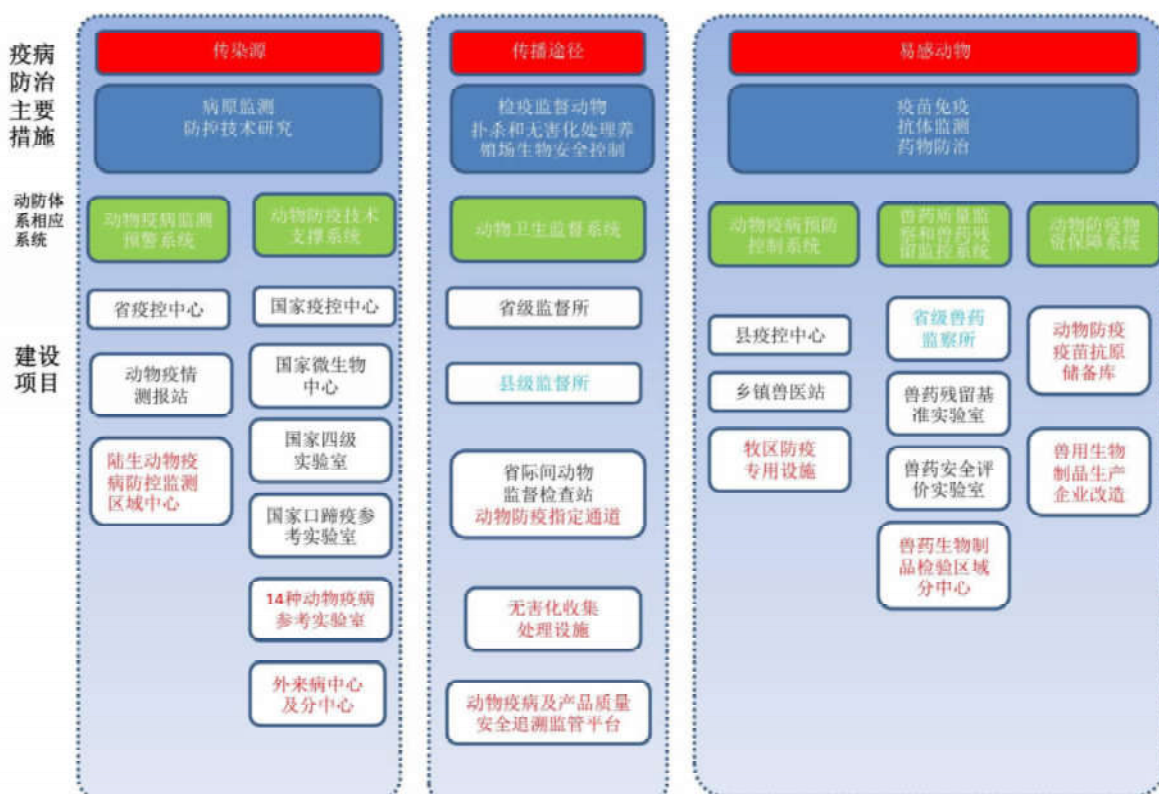 疫病
防治
主要
措施
传染源
病原监测
防控技术研究
传播途径
检疫监督动物
扑杀和无害化处理养
殖场生物安全控制
易感动物
疫苗免疫
抗体监测
药物防治
动防体
系相应
系统
动物疫病监测
预警系统
动物防疫技术
支撑系统
动物卫生监督系统
动物疫病预防
控制系统
兽药质量监
察和兽药残
留监控系统
动物防疫物
资保障系统
建设
项目
省疫控中心
动物疫情
测报站
陆生动物疫
病防控监测
区域中心
国家疫控中心
国家微生物
中心
国家四级
实验室
国家口蹄疫参
考实验室
14种动物疫病
参考实验室
外来病中心
及分中心
省级监督所
县级监督所
省际间动物
监督检查站
动物防疫指定通道
无害化收集
处理设施
动物疫病及产品质量
安全追溯监管平台
县疫控中心
乡镇兽医站
牧区防疫
专用设施
省级兽药
监察所
兽药残留基
准实验室
兽药安全评
价实验室
兽药生物制
品检验区域
分中心
动物防疫
疫苗抗原
储备库
兽用生物
制品生产
企业改造